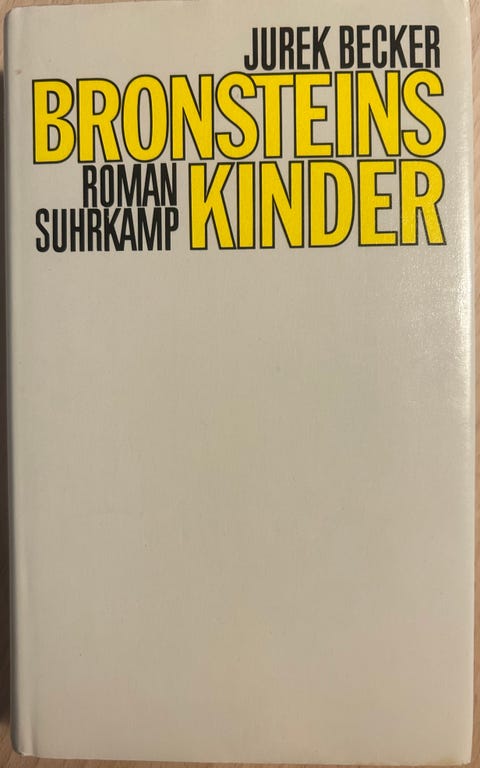 JUREK BECKER
BRONSTEINS
ROMAN
SUHRKAMP
KINDER